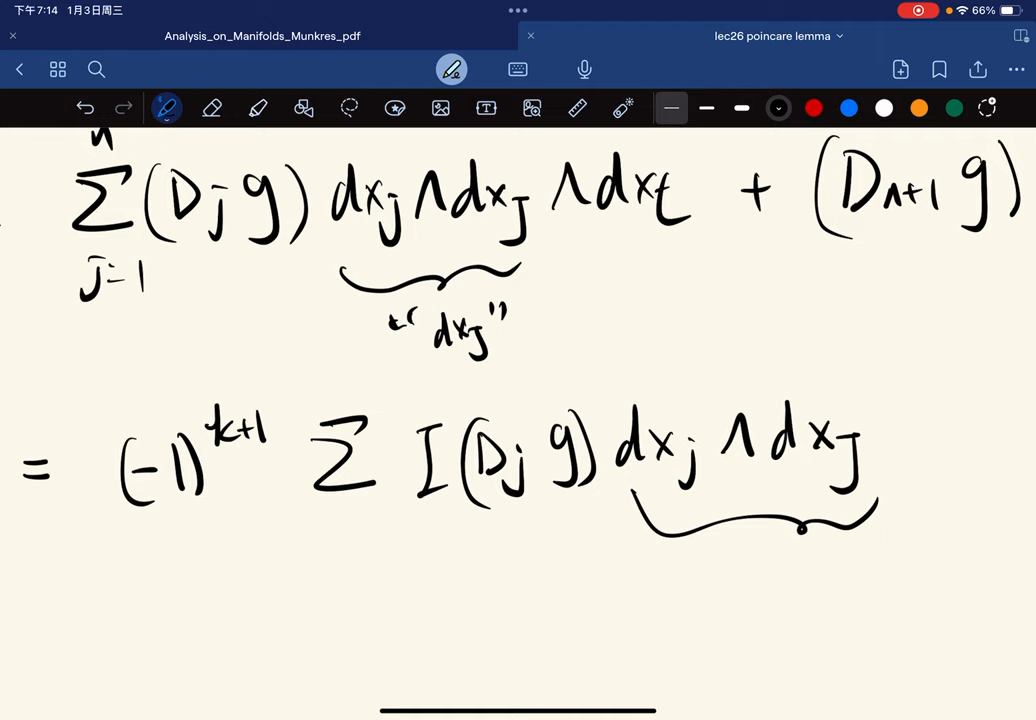 下午7:14 1月3日周三 66%
Analysis_on_Manifolds_Munkres_pdf lec26 poincare lemma
n
Σ (Dj g) dxj ∧ dxJ ∧ dxt + (Dn+1 g)
j=1
"dxJ"
= (-1)^{k+1} Σ I(Dj g) dxj ∧ dxJ